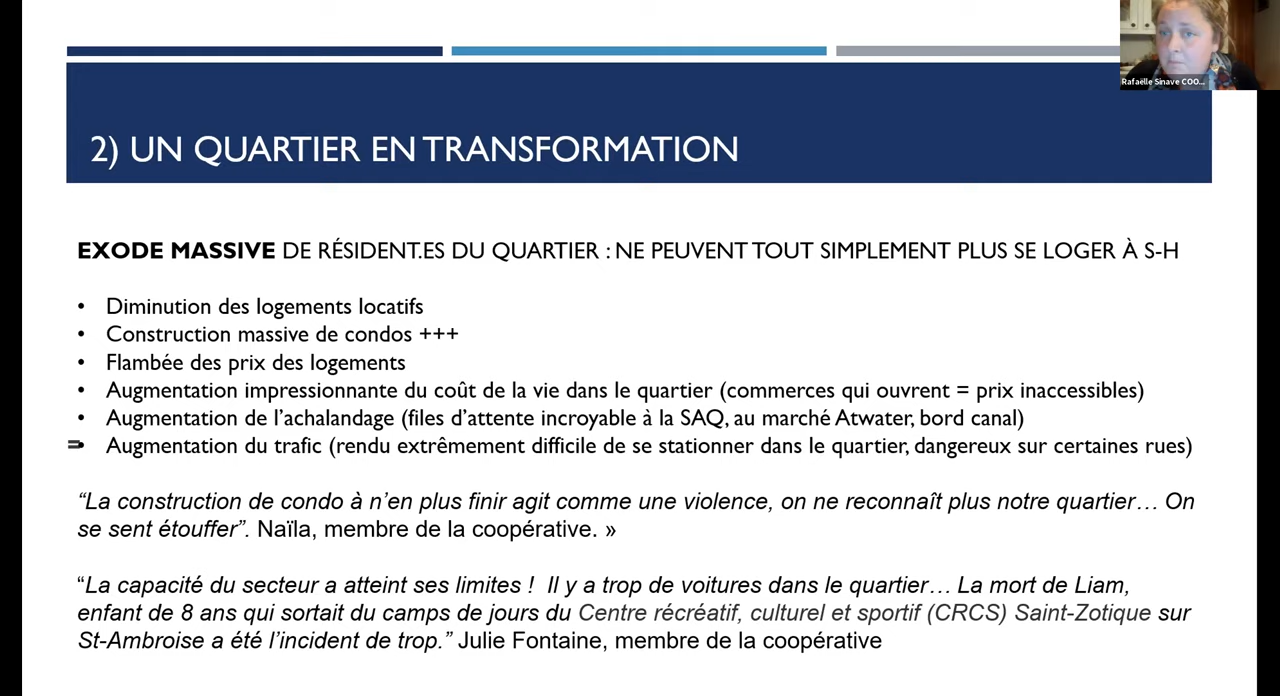 Rafaëlle Sinave COO...
2) UN QUARTIER EN TRANSFORMATION
EXODE MASSIVE DE RÉSIDENT.ES DU QUARTIER : NE PEUVENT TOUT SIMPLEMENT PLUS SE LOGER À S-H
• Diminution des logements locatifs
• Construction massive de condos +++
• Flambée des prix des logements
• Augmentation impressionnante du coût de la vie dans le quartier (commerces qui ouvrent = prix inaccessibles)
• Augmentation de l’achalandage (files d’attente incroyable à la SAQ, au marché Atwater, bord canal)
• Augmentation du trafic (rendu extrêmement difficile de se stationner dans le quartier, dangereux sur certaines rues)
“La construction de condo à n’en plus finir agit comme une violence, on ne reconnaît plus notre quartier… On
se sent étouffer”. Naïla, membre de la coopérative. »
“La capacité du secteur a atteint ses limites ! Il y a trop de voitures dans le quartier… La mort de Liam,
enfant de 8 ans qui sortait du camps de jours du Centre récréatif, culturel et sportif (CRCS) Saint-Zotique sur
St-Ambroise a été l’incident de trop.” Julie Fontaine, membre de la coopérative